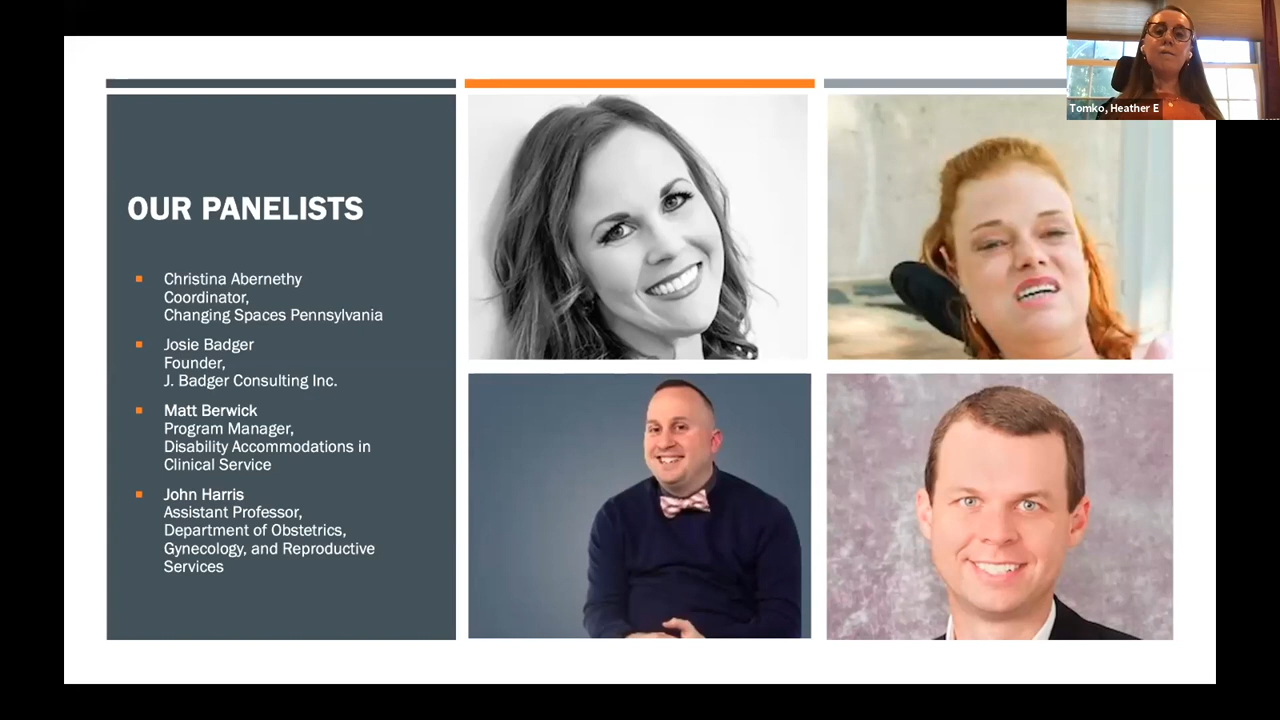 OUR PANELISTS
Christina Abernethy
Coordinator,
Changing Spaces Pennsylvania
Josie Badger
Founder,
J. Badger Consulting Inc.
Matt Berwick
Program Manager,
Disability Accommodations in
Clinical Service
John Harris
Assistant Professor,
Department of Obstetrics,
Gynecology, and Reproductive
Services
Tomko, Heather E